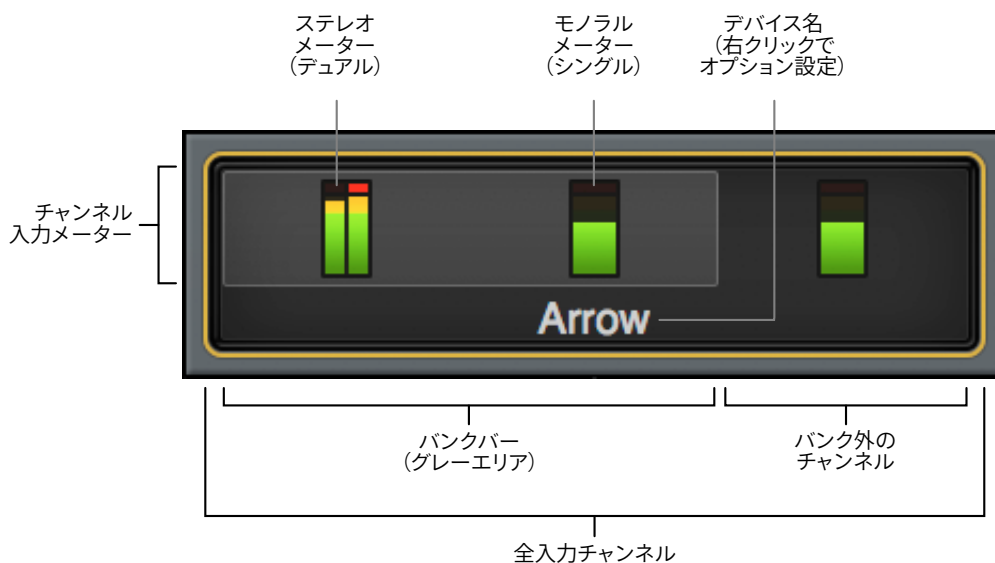 ステレオ
メーター
（デュアル）
モノラル
メーター
（シングル）
デバイス名
（右クリックで
オプション設定）
チャンネル
入力メーター
Arrow
バンクバー
（グレーエリア）
バンク外の
チャンネル
全入力チャンネル